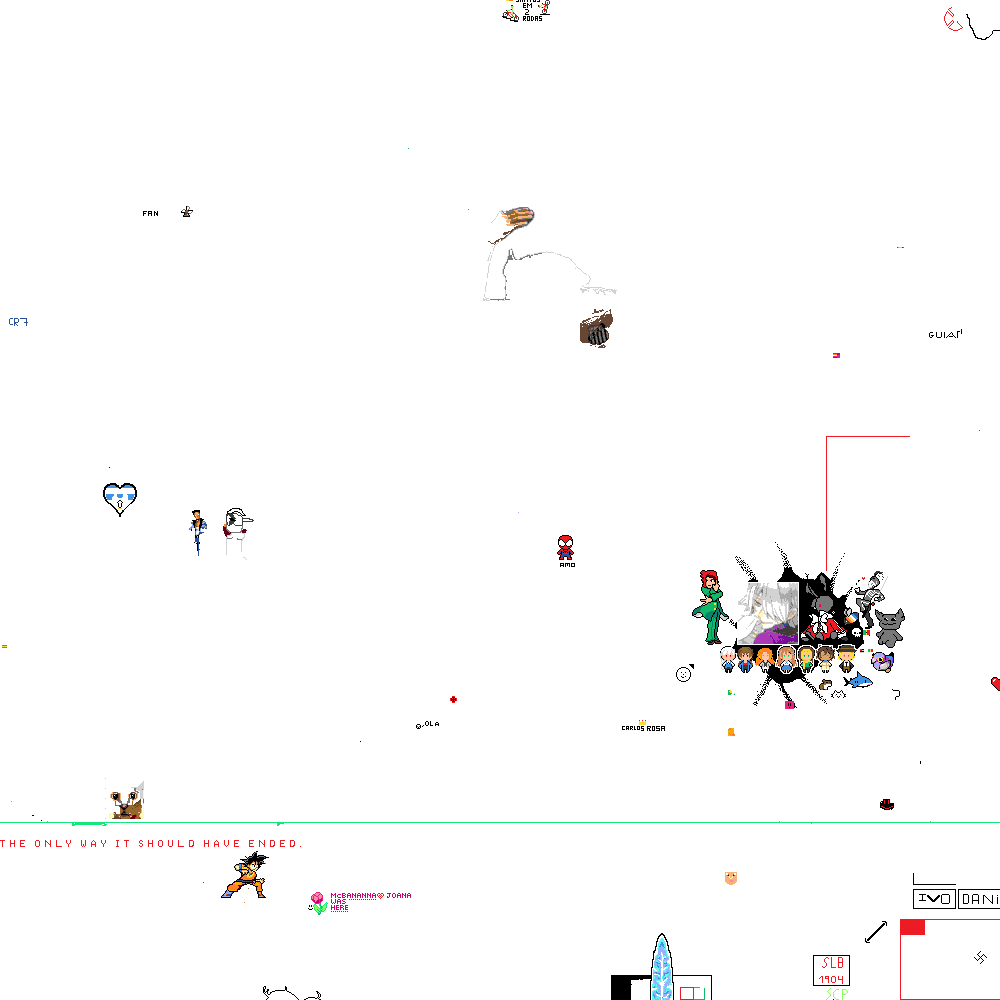 EM
2
RODAS
FAN
CR7
GUIAR
AMO
OLA
CARLOS ROSA
THE ONLY WAY IT SHOULD HAVE ENDED.
McBANANNA JOANA
WAS
HERE
IVO
DANi
SLB
1904
SCP